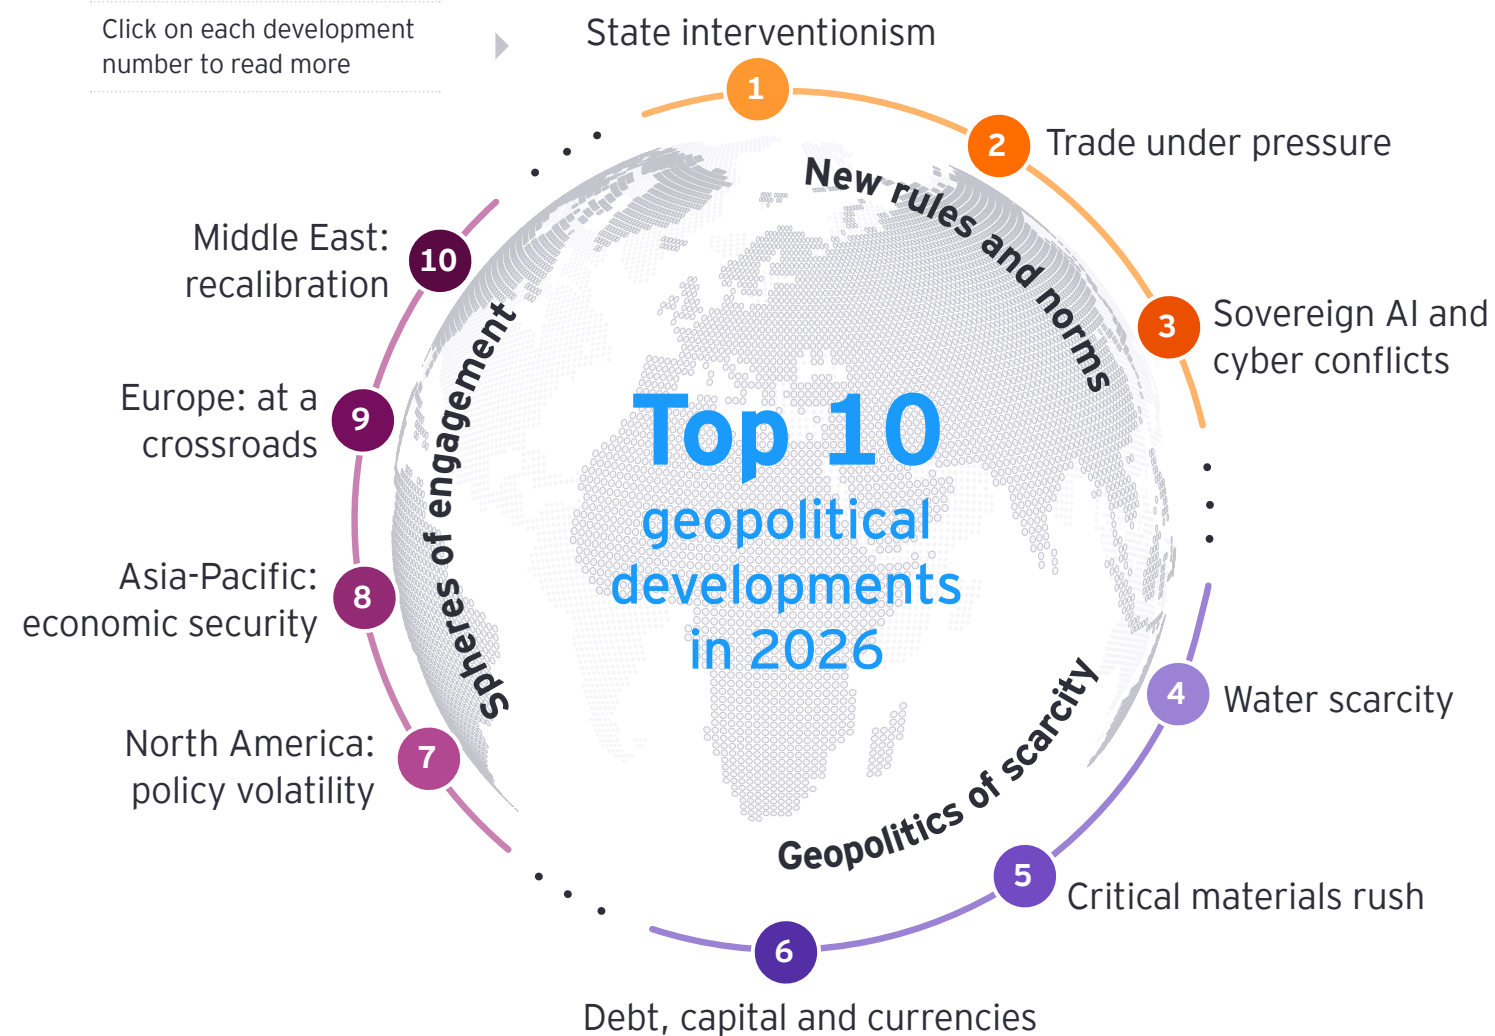 Click on each development
number to read more
State interventionism
1
2
Trade under pressure
New rules and norms
3
Sovereign AI and
cyber conflicts
Top 10
geopolitical
developments
in 2026
4
Water scarcity
Geopolitics of scarcity
5
Critical materials rush
6
Debt, capital and currencies
7
North America:
policy volatility
Spheres of engagement
8
Asia-Pacific:
economic security
9
Europe: at a
crossroads
10
Middle East:
recalibration